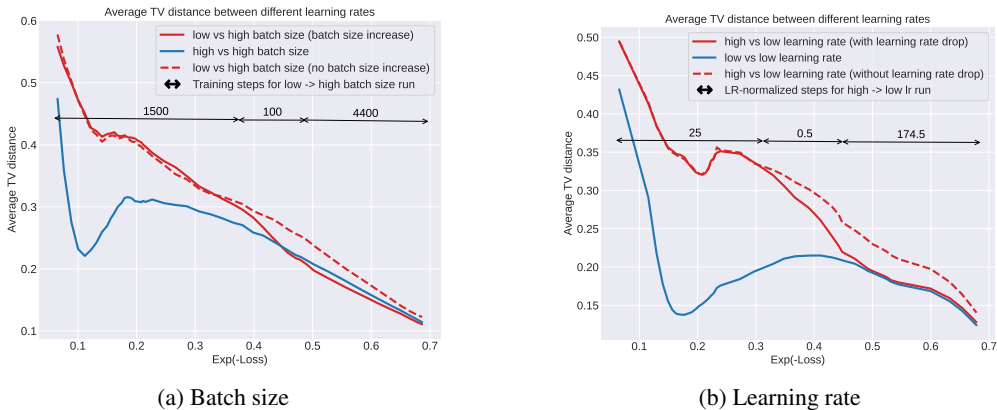 Average TV distance between different learning rates
low vs high batch size (batch size increase)
high vs high batch size
low vs high batch size (no batch size increase)
Training steps for low -> high batch size run
1500
100
4400
Average TV distance
0.6
0.5
0.4
0.3
0.2
0.1
0.1
0.2
0.3
0.4
0.5
0.6
0.7
Exp(-Loss)
(a) Batch size
Average TV distance between different learning rates
high vs low learning rate (with learning rate drop)
low vs low learning rate
high vs low learning rate (without learning rate drop)
LR-normalized steps for high -> low lr run
25
0.5
174.5
Average TV distance
0.50
0.45
0.40
0.35
0.30
0.25
0.20
0.15
0.1
0.2
0.3
0.4
0.5
0.6
0.7
Exp(-Loss)
(b) Learning rate